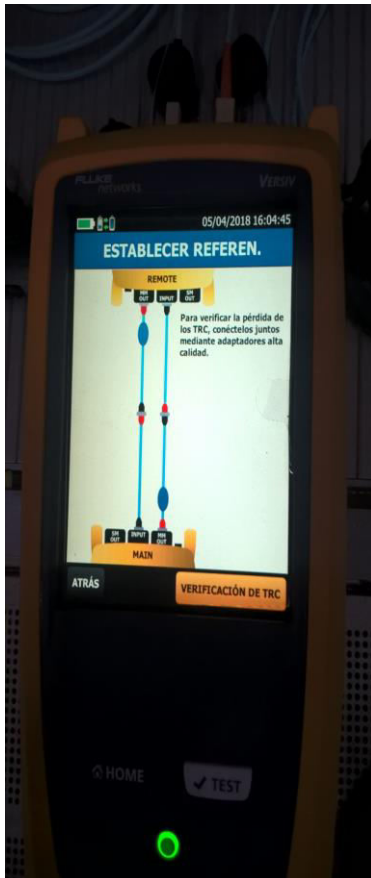 FLUKE networks VERSIV
05/04/2018 16:04:45
ESTABLECER REFEREN.
REMOTE
MM OUT INPUT SM OUT
Para verificar la pérdida de
los TRC, conéctelos juntos
mediante adaptadores alta
calidad.
SM OUT INPUT MM OUT
MAIN
ATRÁS VERIFICACIÓN DE TRC
HOME TEST